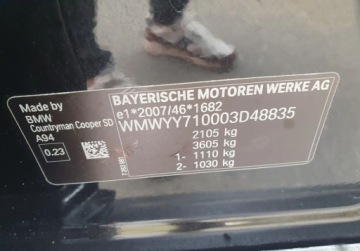 BAYERISCHE MOTOREN WERKE AG
e1*2007/46*1682
WMWYY710003D48835
2105 kg
3605 kg
1- 1110 kg
2- 1030 kg
Made by
BMW
Countryman Cooper SD
A94
0.23